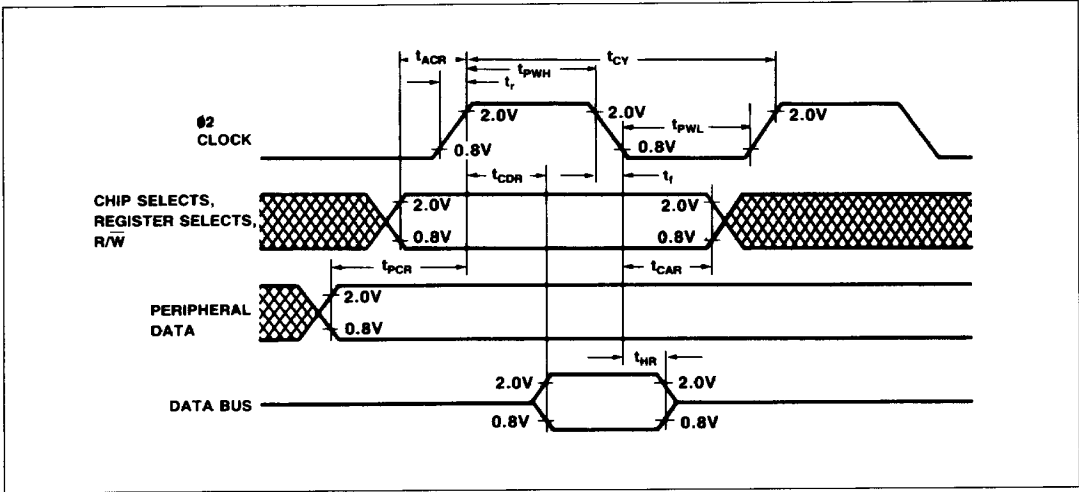 tACR
tCY
tPWH
tr
ø2
CLOCK
2.0V
2.0V
tPWL
2.0V
0.8V
0.8V
tCDR
tf
CHIP SELECTS,
REGISTER SELECTS,
R/W̅
2.0V
2.0V
0.8V
0.8V
tPCR
tCAR
PERIPHERAL
DATA
2.0V
0.8V
tHR
DATA BUS
2.0V
2.0V
0.8V
0.8V